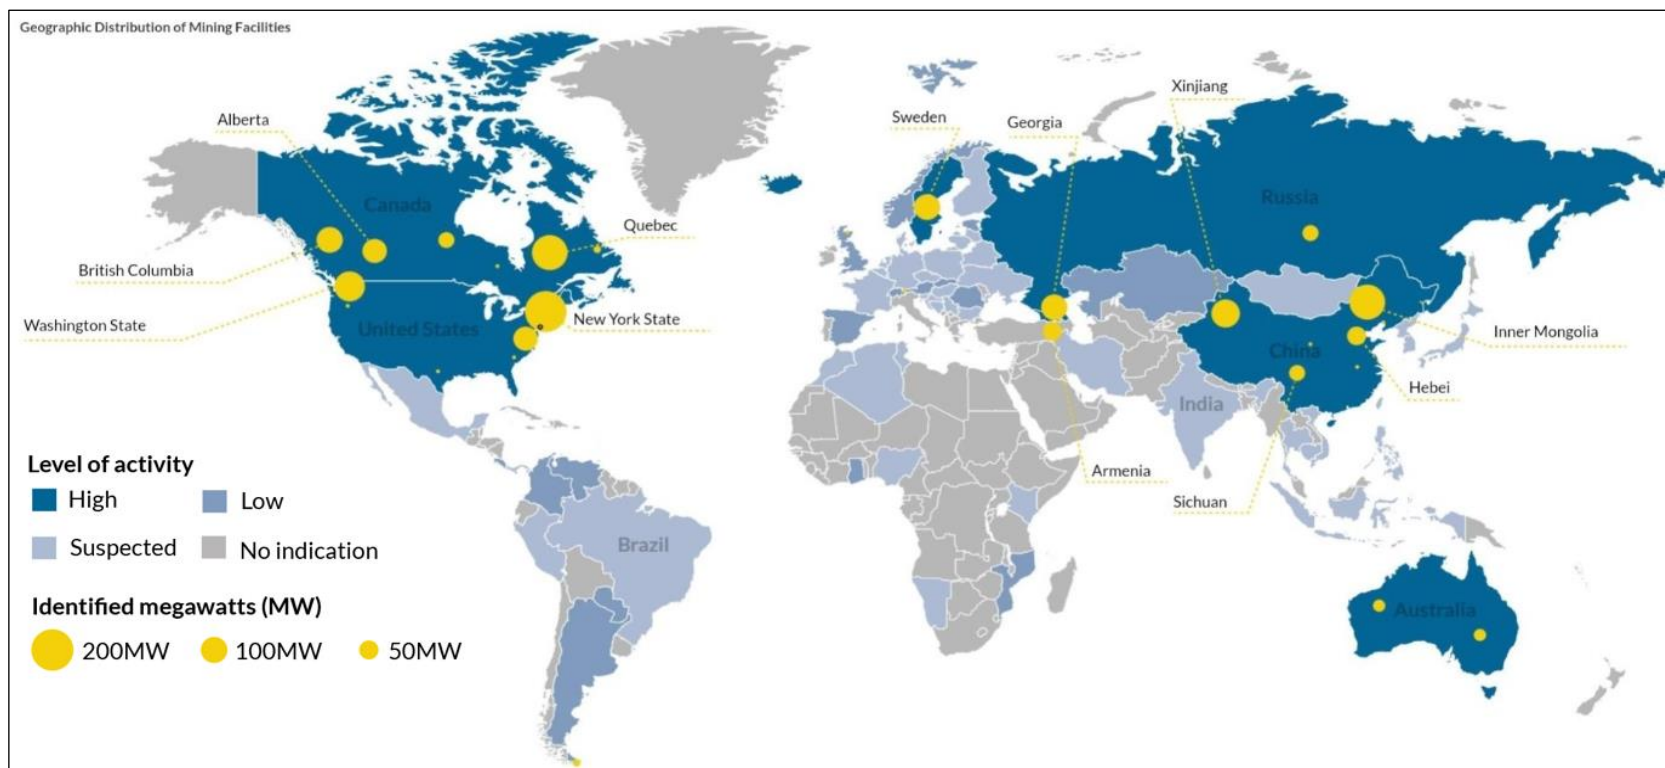 Geographic Distribution of Mining Facilities
Xinjiang
Alberta
Sweden
Georgia
Canada
Russia
Quebec
British Columbia
Washington State
United States
New York State
China
Inner Mongolia
Hebei
India
Armenia
Sichuan
Brazil
Australia
Level of activity
High
Low
Suspected
No indication
Identified megawatts (MW)
200MW
100MW
50MW